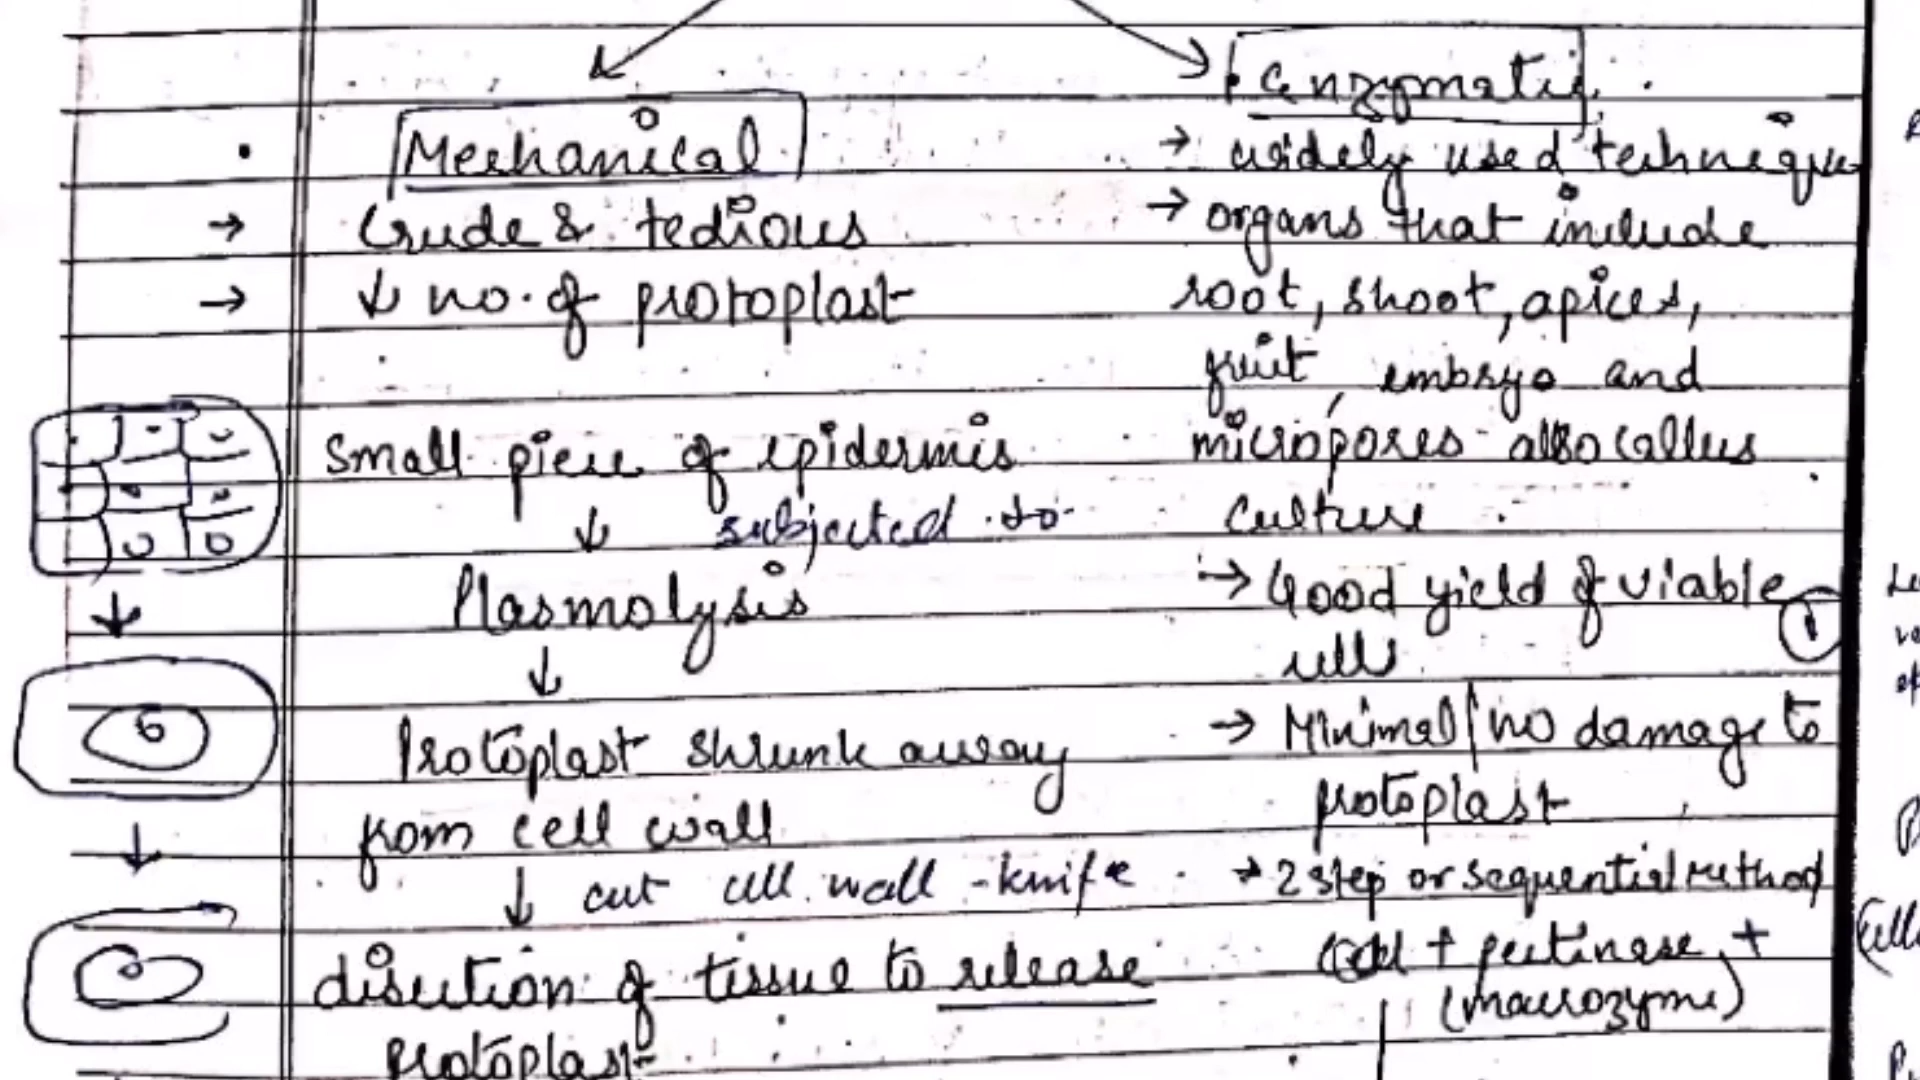 Mechanical
→ Crude & tedious
→ ↓ no. of protoplast
Small piece of epidermis
↓ subjected to
Plasmolysis
↓
Protoplast shrunk away
from cell wall
↓ cut cell wall - knife
disection of tissue to release
protoplast
Enzymatic
→ widely used technique
→ organs that include
root, shoot, apices,
fruit, embryo and
microspores also callus
culture
→ Good yield of viable
cells
1
→ Minimal/no damage to
protoplast
→ 2 step or sequential method
Cell + pectinase +
(macrozyme)